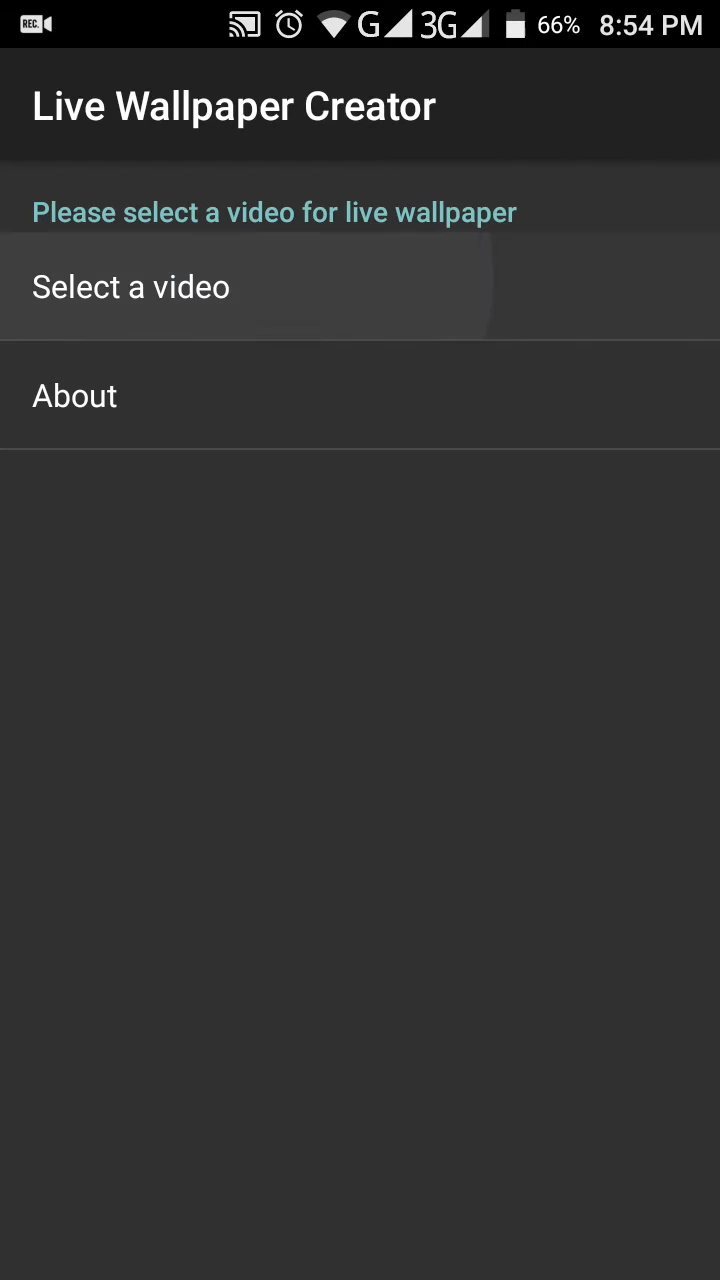 REC. G 3G 66% 8:54 PM
Live Wallpaper Creator
Please select a video for live wallpaper
Select a video
About